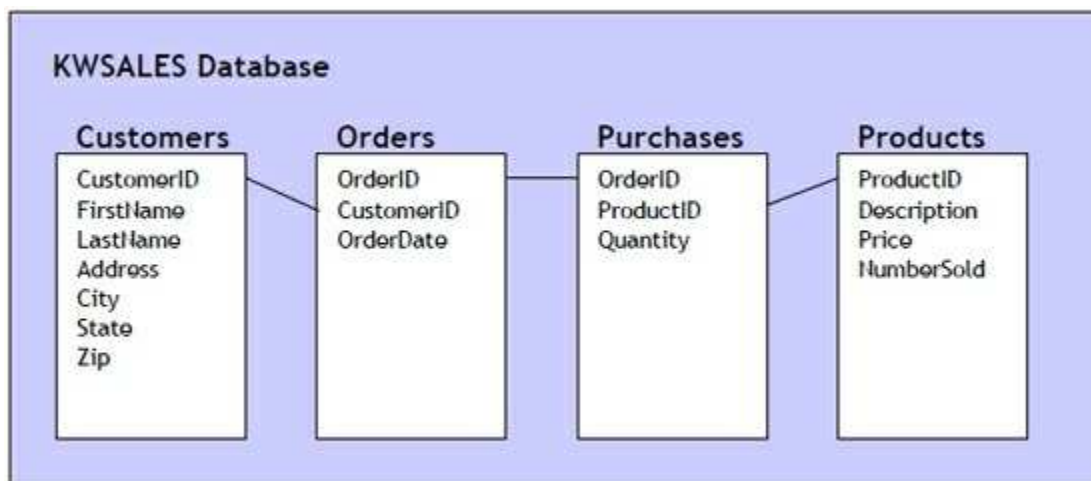 KWSALES Database
Customers
CustomerID
FirstName
LastName
Address
City
State
Zip
Orders
OrderID
CustomerID
OrderDate
Purchases
OrderID
ProductID
Quantity
Products
ProductID
Description
Price
NumberSold